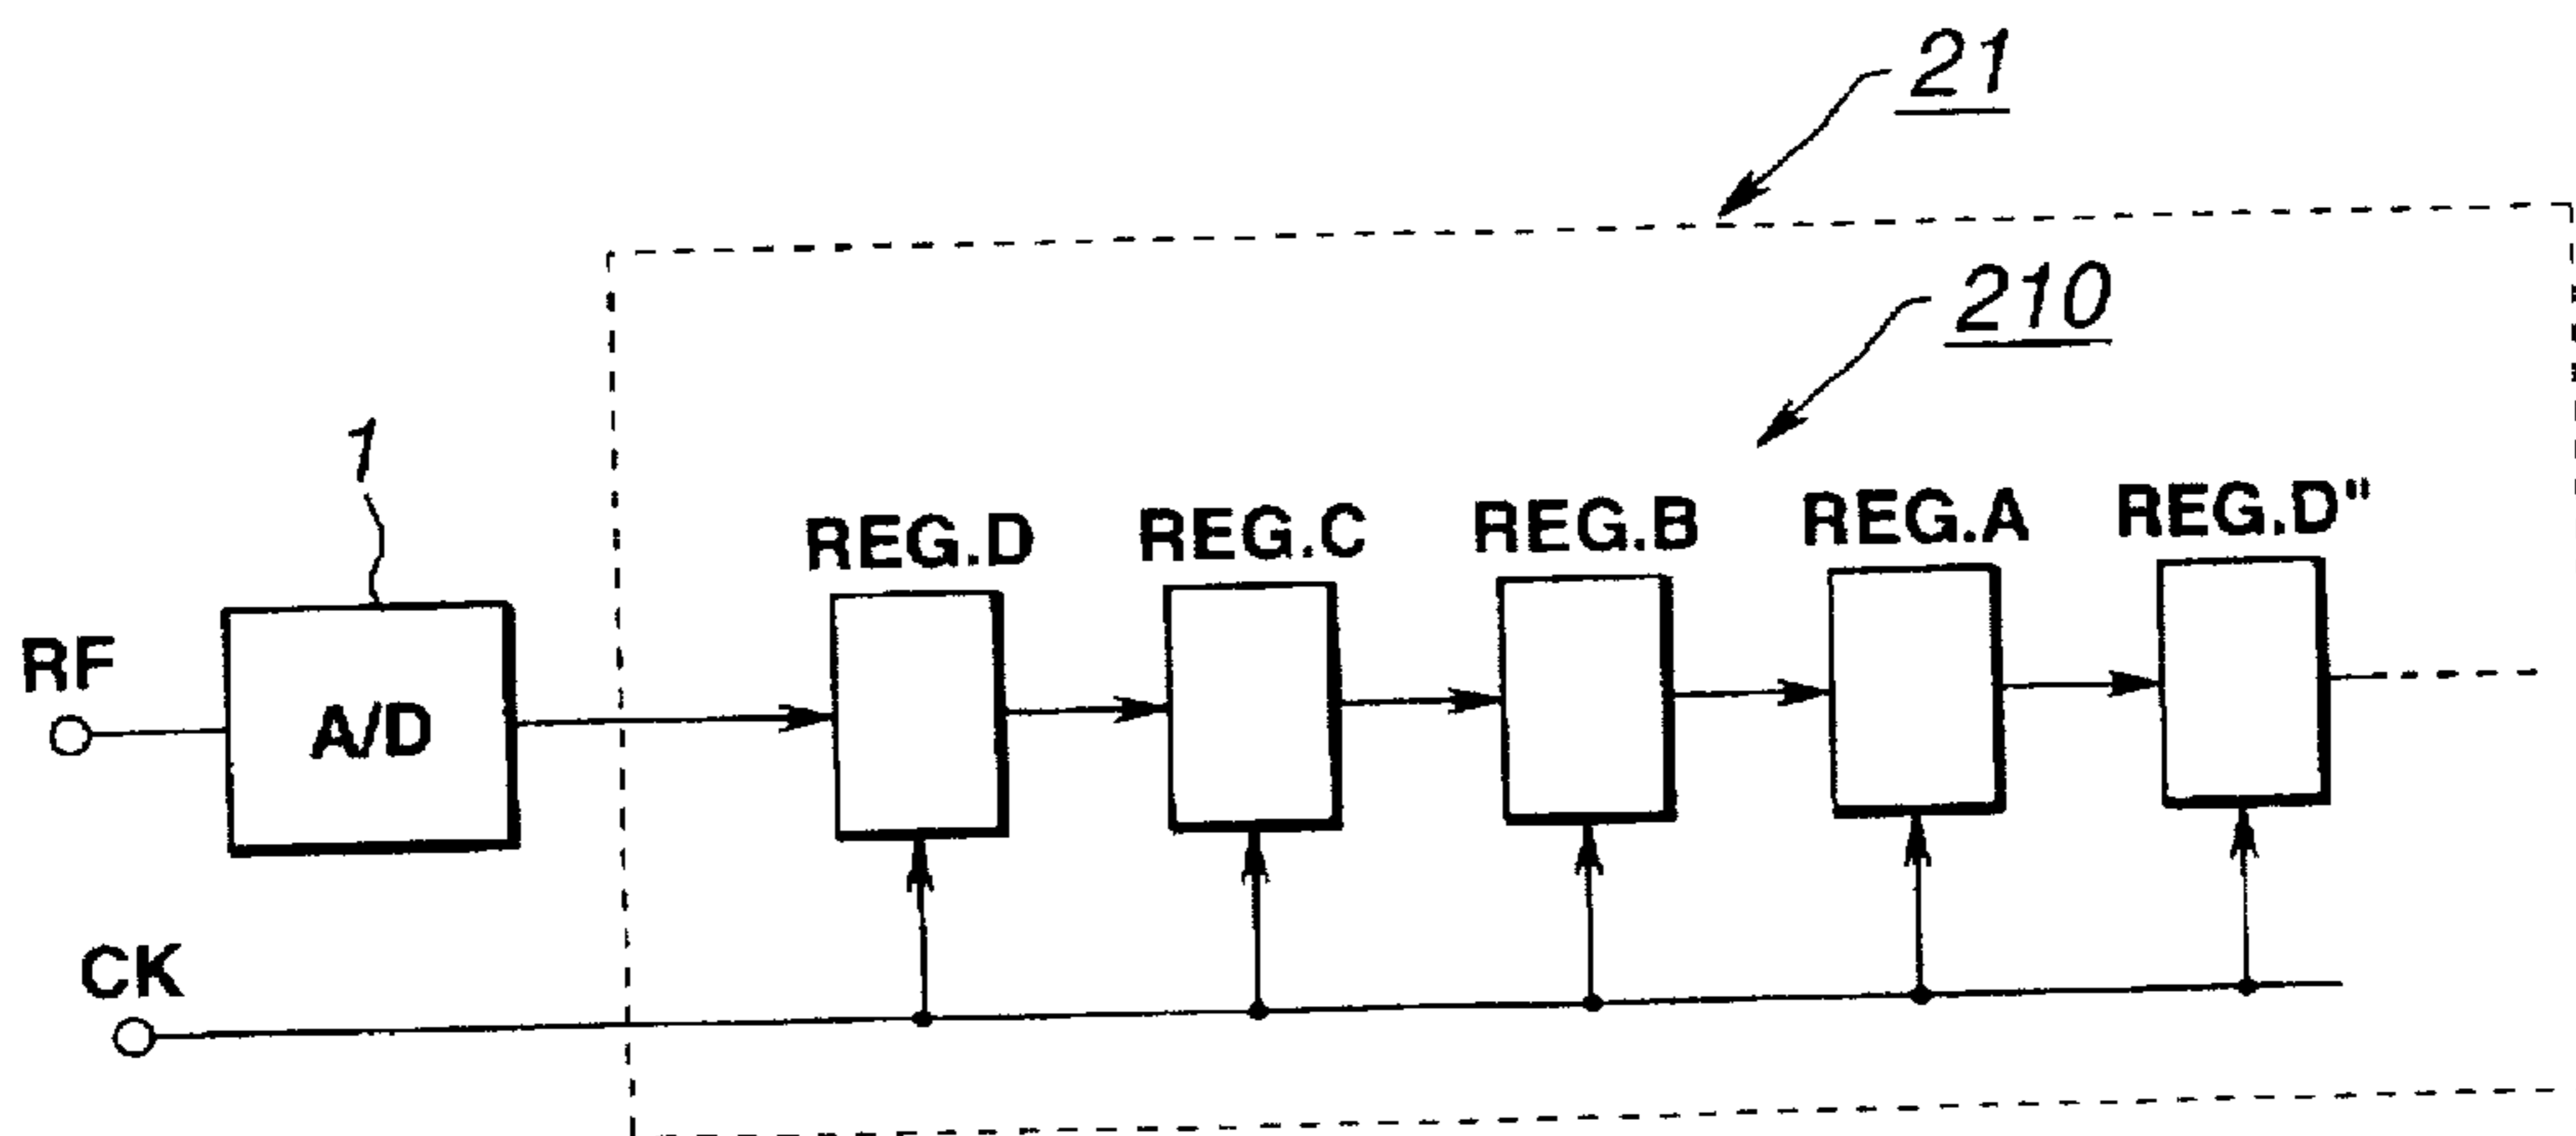 21
210
1
REG.D REG.C REG.B REG.A REG.D"
RF
A/D
CK